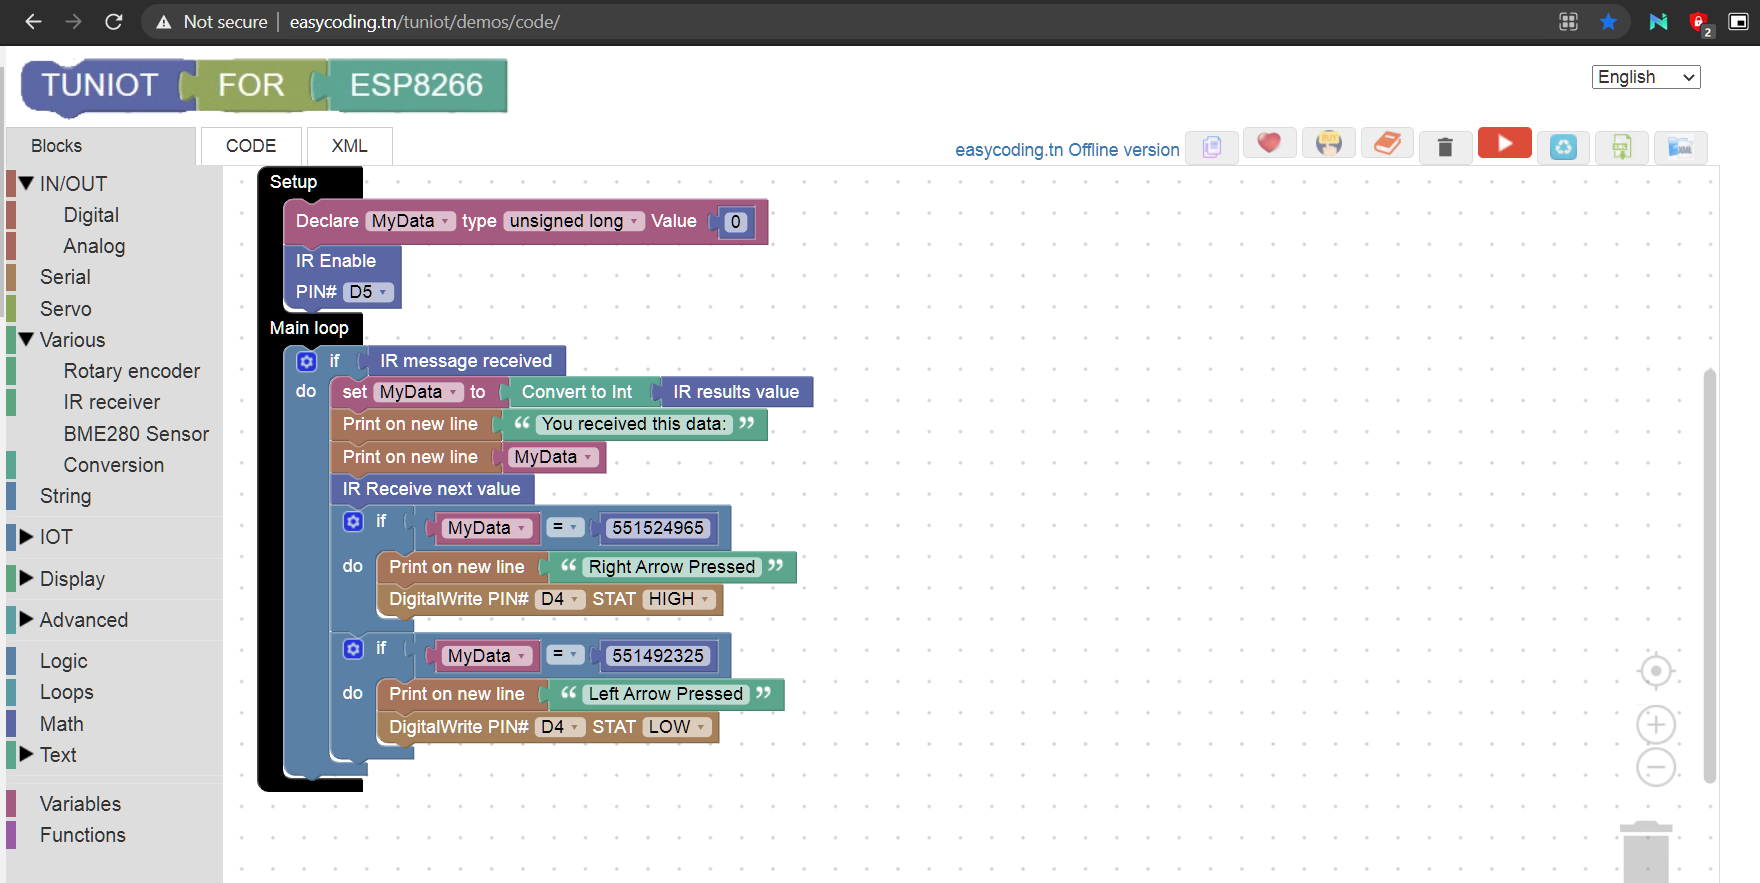 Not secure | easycoding.tn/tuniot/demos/code/
2
TUNIOT FOR ESP8266
English
Blocks CODE XML
easycoding.tn Offline version
BUY
XML
IN/OUT
Digital
Analog
Serial
Servo
Various
Rotary encoder
IR receiver
BME280 Sensor
Conversion
String
IOT
Display
Advanced
Logic
Loops
Math
Text
Variables
Functions
Setup
Declare MyData type unsigned long Value 0
IR Enable
PIN# D5
Main loop
if IR message received
do set MyData to Convert to Int IR results value
Print on new line “ You received this data: ”
Print on new line MyData
IR Receive next value
if MyData = 551524965
do Print on new line “ Right Arrow Pressed ”
DigitalWrite PIN# D4 STAT HIGH
if MyData = 551492325
do Print on new line “ Left Arrow Pressed ”
DigitalWrite PIN# D4 STAT LOW